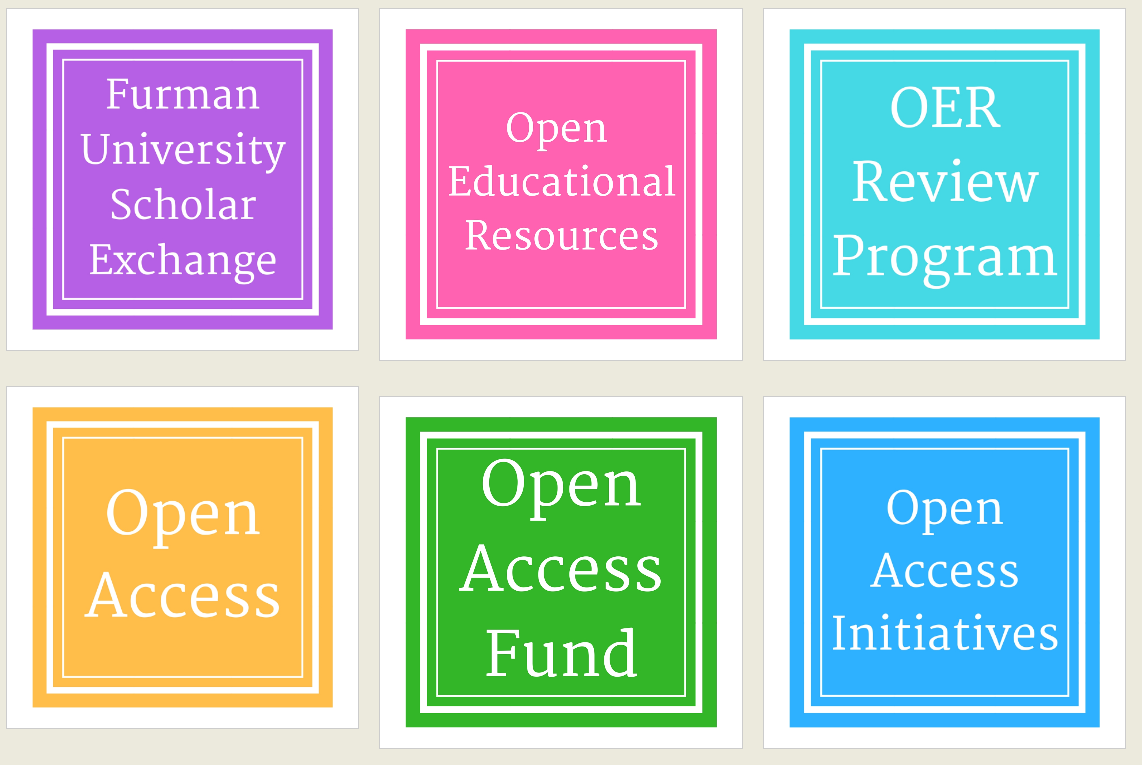 Furman
University
Scholar
Exchange
Open
Educational
Resources
OER
Review
Program
Open
Access
Open
Access
Fund
Open
Access
Initiatives